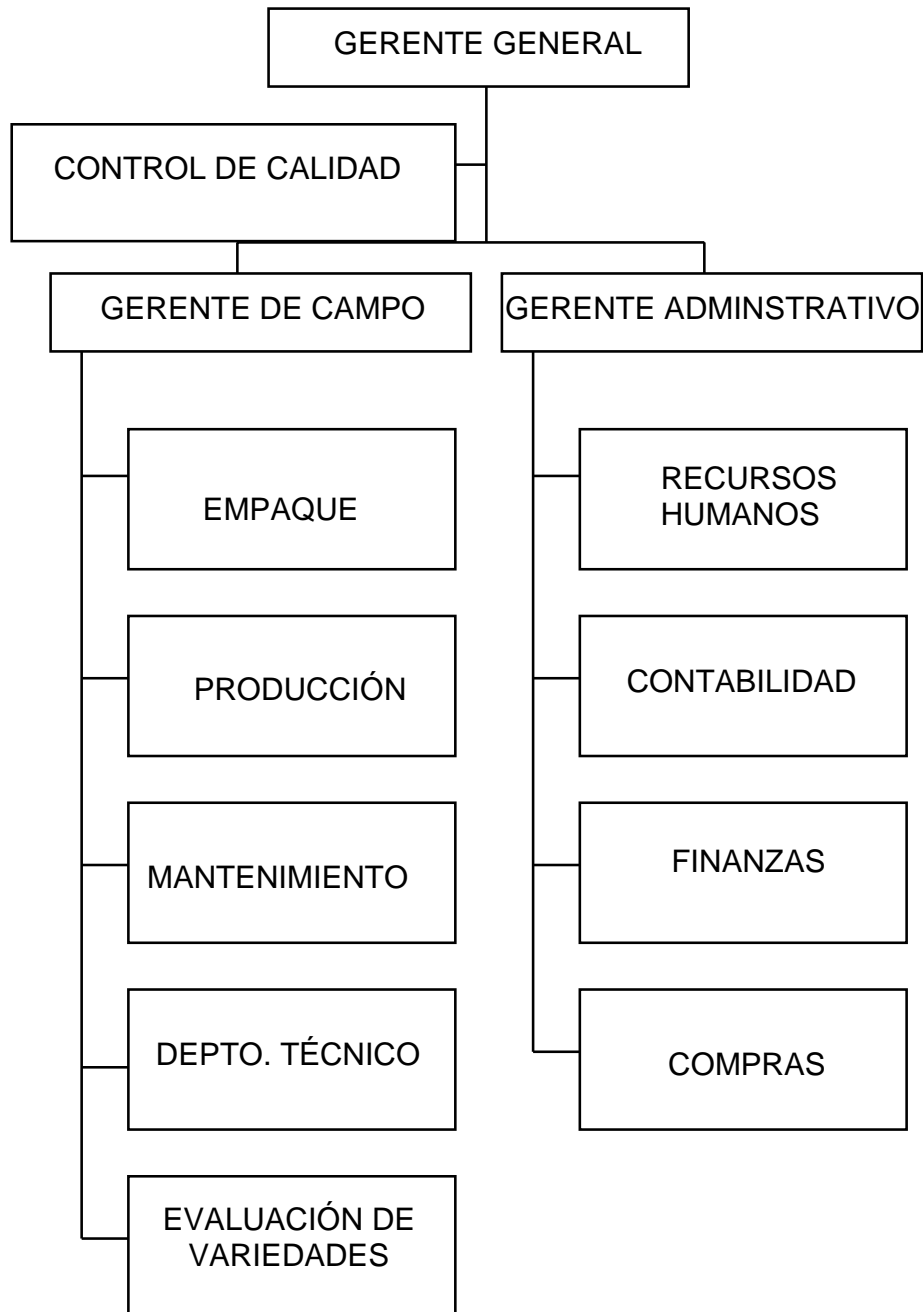 GERENTE GENERAL
CONTROL DE CALIDAD
GERENTE DE CAMPO
GERENTE ADMINSTRATIVO
EMPAQUE
RECURSOS
HUMANOS
PRODUCCIÓN
CONTABILIDAD
MANTENIMIENTO
FINANZAS
DEPTO. TÉCNICO
COMPRAS
EVALUACIÓN DE
VARIEDADES